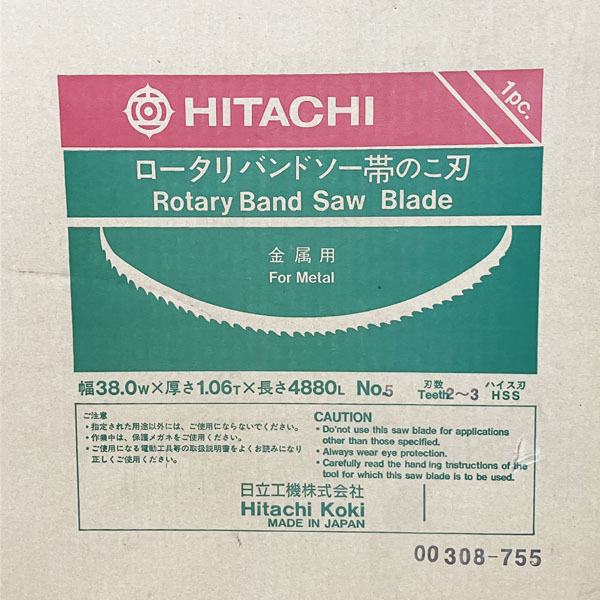 HITACHI
1pc.
ロータリバンドソー帯のこ刃
Rotary Band Saw Blade
金属用
For Metal
幅38.0W×厚さ1.06T×長さ4880L No.5 刃数 Teeth2〜3 ハイス刃 HSS
ご注意
・指定された用途以外には、ご使用にならないでください。
・作業中は、保護メガネをご使用ください。
・ご使用になる電動工具等の取扱説明書をよくお読みになり
正しくご使用ください。
CAUTION
• Do not use this saw blade for applications
other than those specified.
• Always wear eye protection.
• Carefully read the hand ing instructions of the
tool for which this saw blade is to be used.
日立工機株式会社
Hitachi Koki
MADE IN JAPAN
00 308-755